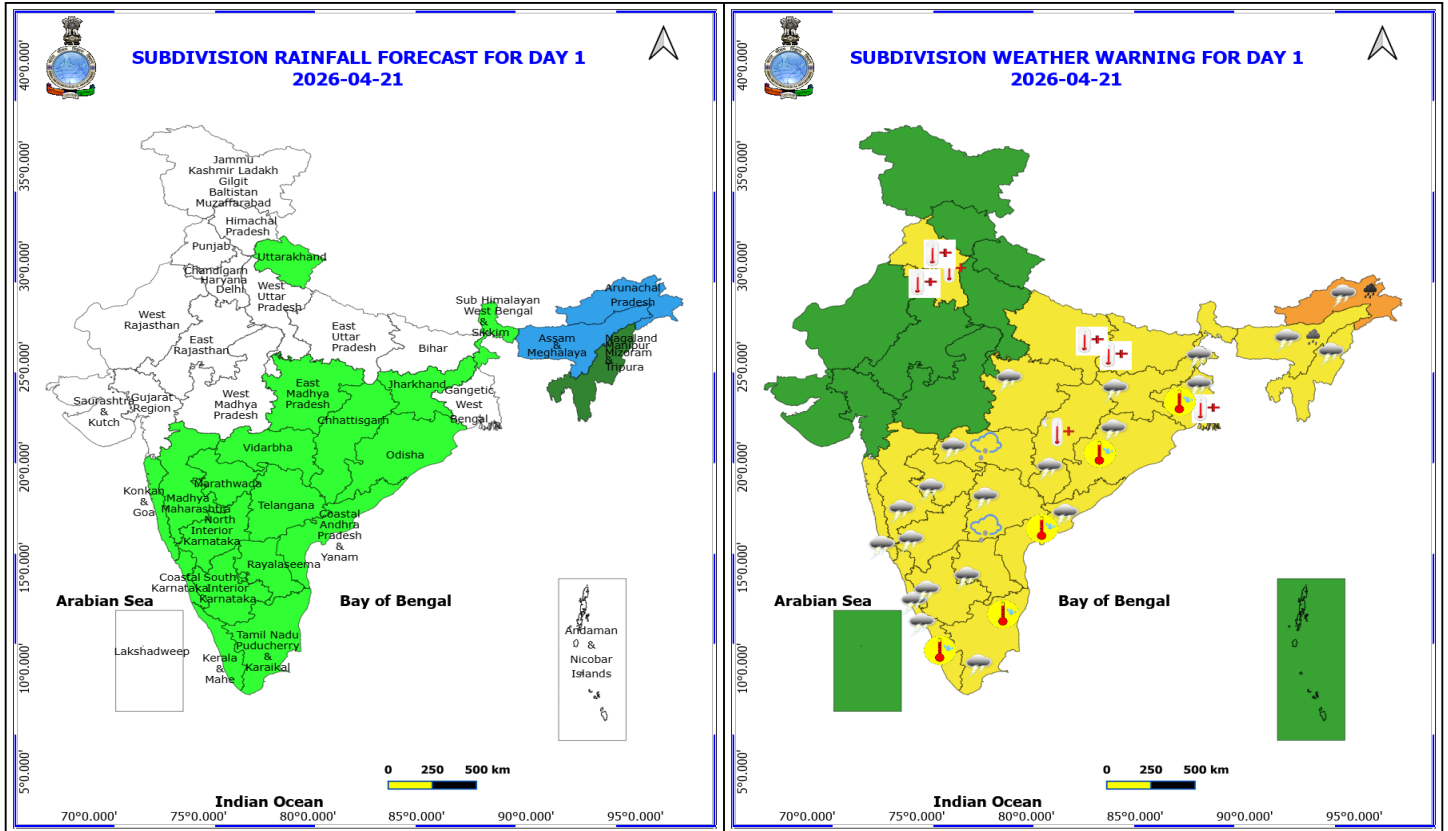 SUBDIVISION RAINFALL FORECAST FOR DAY 1
2026-04-21
40°0.000'
35°0.000'
30°0.000'
25°0.000'
20°0.000'
15°0.000'
10°0.000'
5°0.000'
Jammu
Kashmir Ladakh
Gilgit
Baltistan
Muzaffarabad
Himachal
Pradesh
Punjab
Uttarakhand
Chandigarh
Haryana
Delhi
West
Uttar
Pradesh
West
Rajasthan
East
Rajasthan
East
Uttar
Pradesh
Bihar
Sub Himalayan
West Bengal
&
Sikkim
Arunachal
Pradesh
Assam
&
Meghalaya
Nagaland
Manipur
Mizoram
&
Tripura
Saurashtra
&
Kutch
Gujarat
Region
West
Madhya
Pradesh
East
Madhya
Pradesh
Jharkhand
Gangetic
West
Bengal
Chhattisgarh
Vidarbha
Odisha
Konkan
&
Goa
Marathwada
Madhya
Maharashtra
Telangana
North
Interior
Karnataka
Coastal
Andhra
Pradesh
&
Yanam
Rayalaseema
Coastal
Karnataka
South
Interior
Karnataka
Arabian Sea
Bay of Bengal
Lakshadweep
Kerala
&
Mahe
Tamil Nadu
Puducherry
&
Karaikal
Andaman
&
Nicobar
Islands
0 250 500 km
Indian Ocean
70°0.000' 75°0.000' 80°0.000' 85°0.000' 90°0.000' 95°0.000'
SUBDIVISION WEATHER WARNING FOR DAY 1
2026-04-21
40°0.000'
35°0.000'
30°0.000'
25°0.000'
20°0.000'
15°0.000'
10°0.000'
5°0.000'
Arabian Sea
Bay of Bengal
0 250 500 km
Indian Ocean
70°0.000' 75°0.000' 80°0.000' 85°0.000' 90°0.000' 95°0.000'